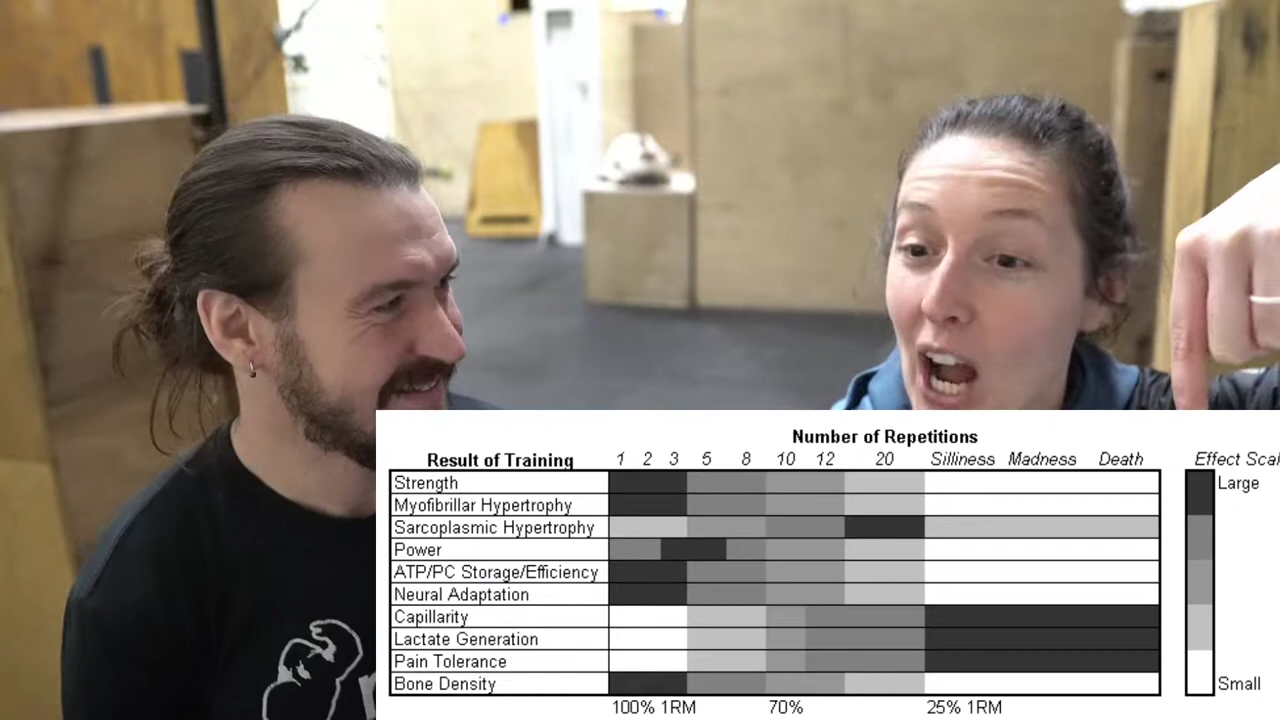 Number of Repetitions
Result of Training 1 2 3 5 8 10 12 20 Silliness Madness Death Effect
Strength Large
Myofibrillar Hypertrophy
Sarcoplasmic Hypertrophy
Power
ATP/PC Storage/Efficiency
Neural Adaptation
Capillarity
Lactate Generation
Pain Tolerance
Bone Density Small
100% 1RM 70% 25% 1RM